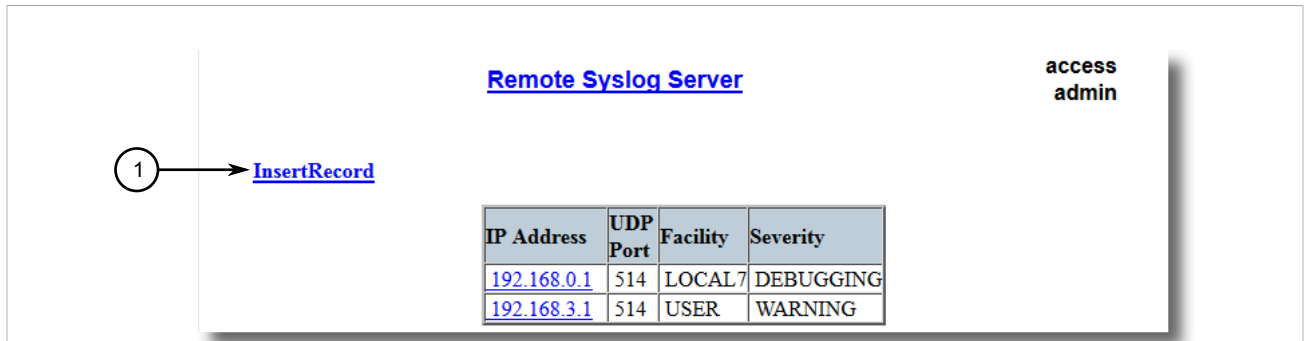 Remote Syslog Server
access
admin
1
InsertRecord
IP Address UDP Port Facility Severity
192.168.0.1 514 LOCAL7 DEBUGGING
192.168.3.1 514 USER WARNING